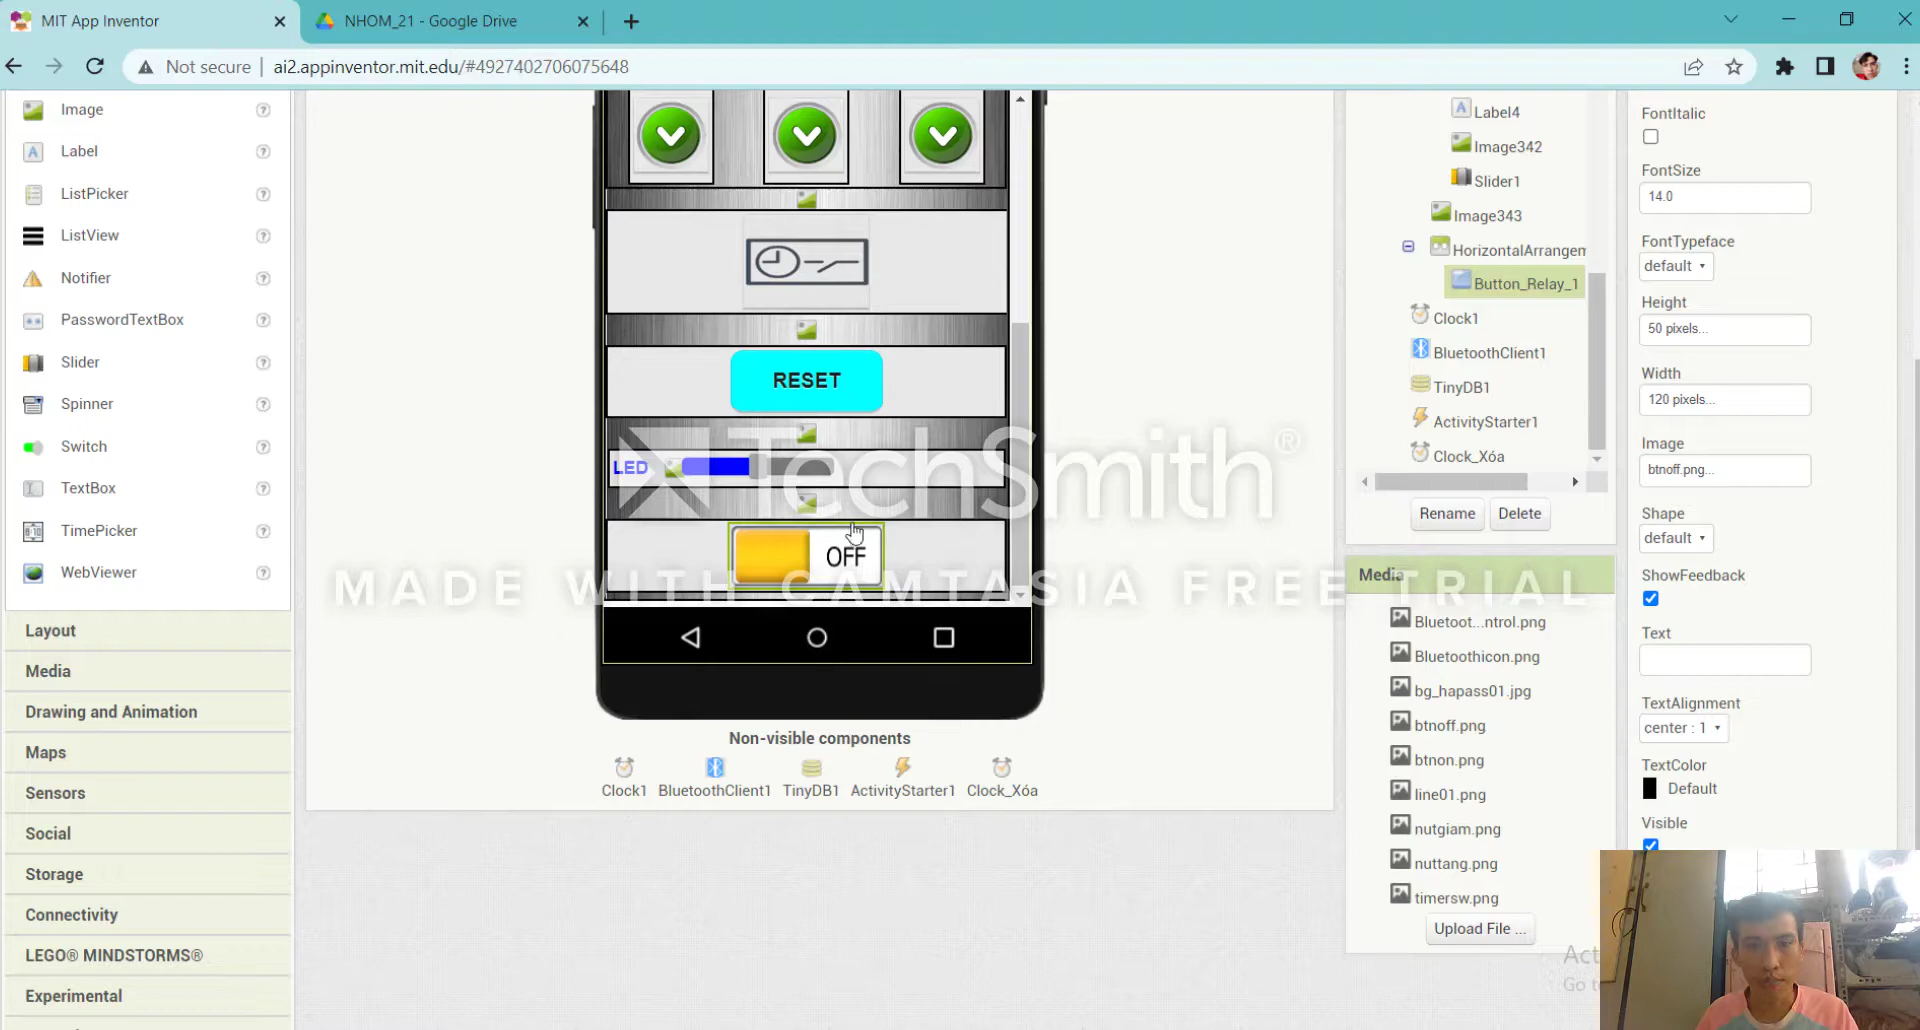 MIT App Inventor
NHOM_21 - Google Drive
Not secure
ai2.appinventor.mit.edu/#4927402706075648
Image
Label
ListPicker
ListView
Notifier
PasswordTextBox
Slider
Spinner
Switch
TextBox
TimePicker
WebViewer
Layout
Media
Drawing and Animation
Maps
Sensors
Social
Storage
Connectivity
LEGO® MINDSTORMS®
Experimental
RESET
LED
OFF
TechSmith®
MADE WITH CAMTASIA FREE TRIAL
Non-visible components
Clock1
BluetoothClient1
TinyDB1
ActivityStarter1
Clock_Xóa
Label4
Image342
Slider1
Image343
HorizontalArrangem
Button_Relay_1
Clock1
BluetoothClient1
TinyDB1
ActivityStarter1
Clock_Xóa
Rename
Delete
Media
Bluetoot...ntrol.png
Bluetoothicon.png
bg_hapass01.jpg
btnoff.png
btnon.png
line01.png
nutgiam.png
nuttang.png
timersw.png
Upload File ...
FontItalic
FontSize
14.0
FontTypeface
default
Height
50 pixels...
Width
120 pixels...
Image
btnoff.png...
Shape
default
ShowFeedback
Text
TextAlignment
center : 1
TextColor
Default
Visible
Act
Go t